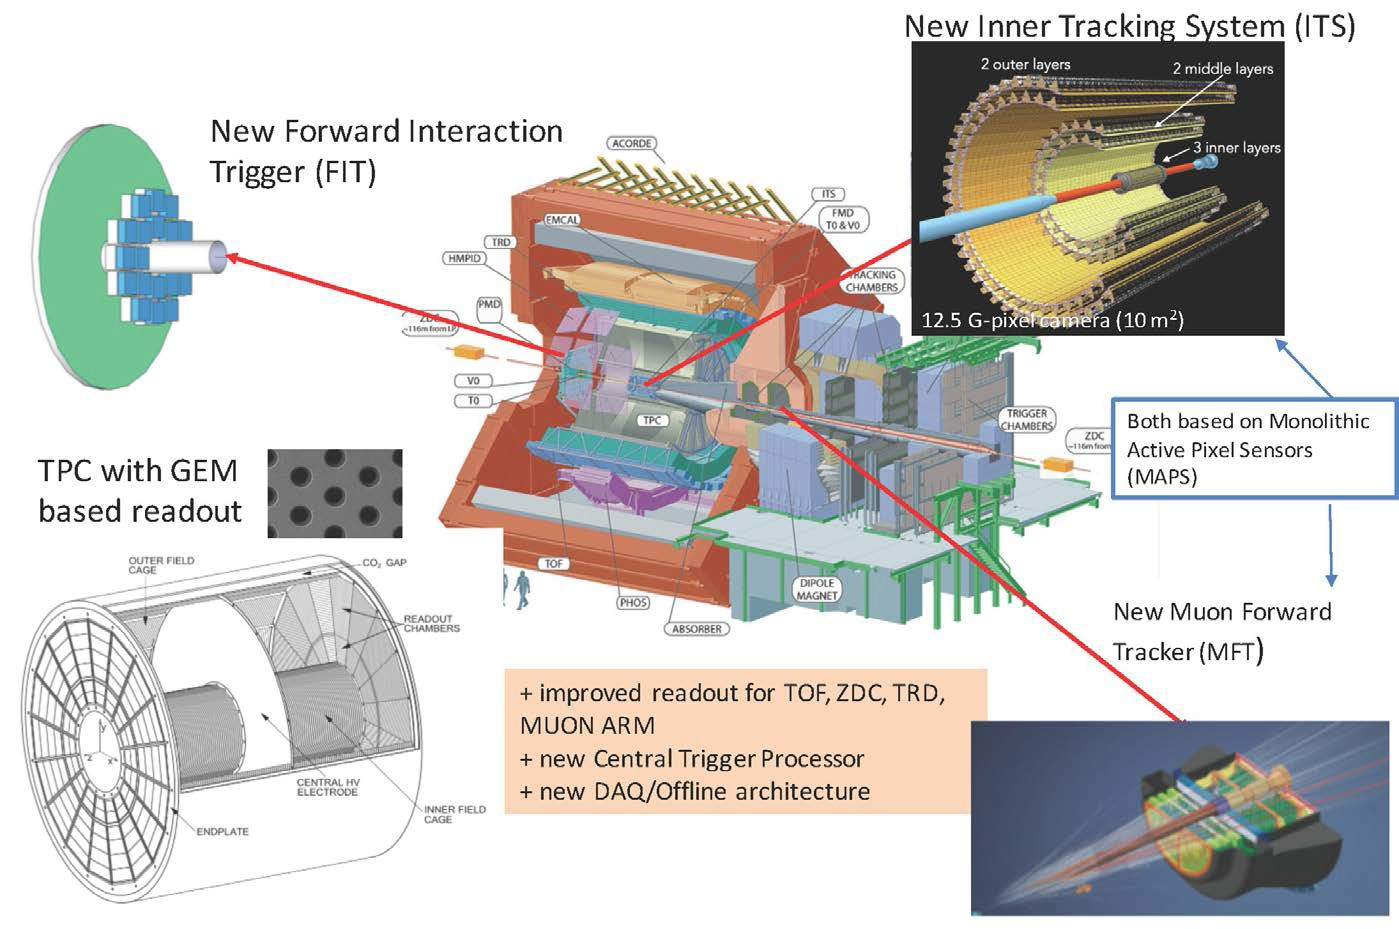 New Inner Tracking System (ITS)
2 outer layers
2 middle layers
3 inner layers
12.5 G-pixel camera (10 m²)
New Forward Interaction
Trigger (FIT)
ACORDE
ITS
FMD
T0 & V0
EMCAL
TRD
HMPID
TRACKING
CHAMBERS
PMD
ZDC
~116m from I.P.
V0
T0
TPC
TRIGGER
CHAMBERS
ZDC
~116m from I.P.
Both based on Monolithic
Active Pixel Sensors
(MAPS)
TPC with GEM
based readout
TOF
PHOS
ABSORBER
DIPOLE
MAGNET
OUTER FIELD
CAGE
CO₂ GAP
READOUT
CHAMBERS
y
z
x
CENTRAL HV
ELECTRODE
INNER FIELD
CAGE
ENDPLATE
New Muon Forward
Tracker (MFT)
+ improved readout for TOF, ZDC, TRD,
MUON ARM
+ new Central Trigger Processor
+ new DAQ/Offline architecture